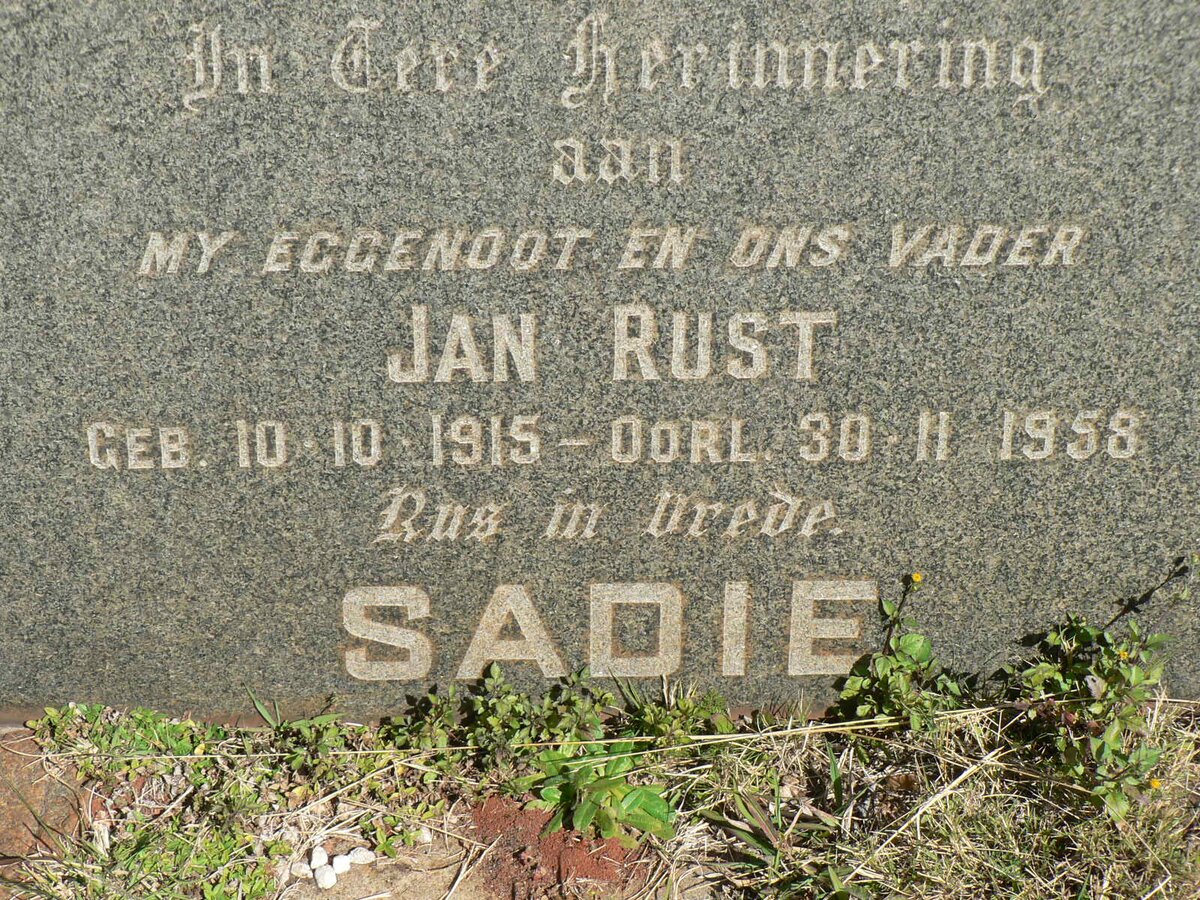 In Tere Herinnering
aan
MY EGGENOOT EN ONS VADER
JAN RUST
GEB. 10·10·1915 – OORL. 30·11 1958
Rus in Vrede.
SADIE